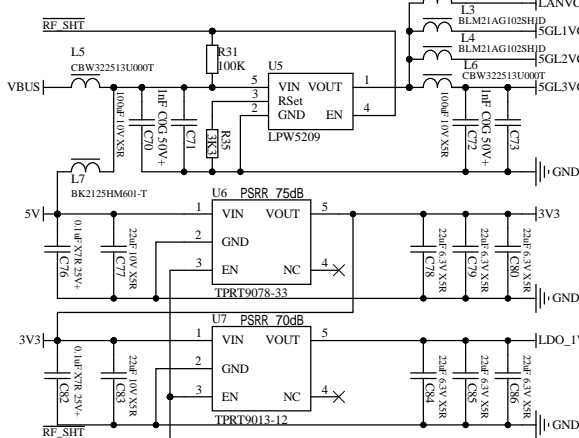 LANVC
L3
RF_SHT
BLM21AG102SH1D
5GL1V
L4
R31
100K
BLM21AG102SH1D
5GL2V
L5
CBW322513U000T
U5
L6
CBW322513U000T
VBUS
5 VIN VOUT 1
5GL3V
3 RSet
2 GND EN 4
LPW5209
100uF 10V X5R
C70
1nF C0G 50V+
C71
R35
3K3
100uF 10V X5R
C72
1nF C0G 50V+
C73
GND
L7
BK2125HM601-T
U6 PSRR 75dB
5V
1 VIN VOUT 5
3V3
2 GND
3 EN NC 4
TPRT9078-33
0.1uF X7R 25V+
C76
22uF 10V X5R
C77
22uF 6.3V X5R
C78
22uF 6.3V X5R
C79
22uF 6.3V X5R
C80
GND
U7 PSRR 70dB
3V3
1 VIN VOUT 5
LDO_1V
2 GND
3 EN NC 4
TPRT9013-12
0.1uF X7R 25V+
C82
22uF 10V X5R
C83
22uF 6.3V X5R
C84
22uF 6.3V X5R
C85
22uF 6.3V X5R
C86
GND
RF_SHT